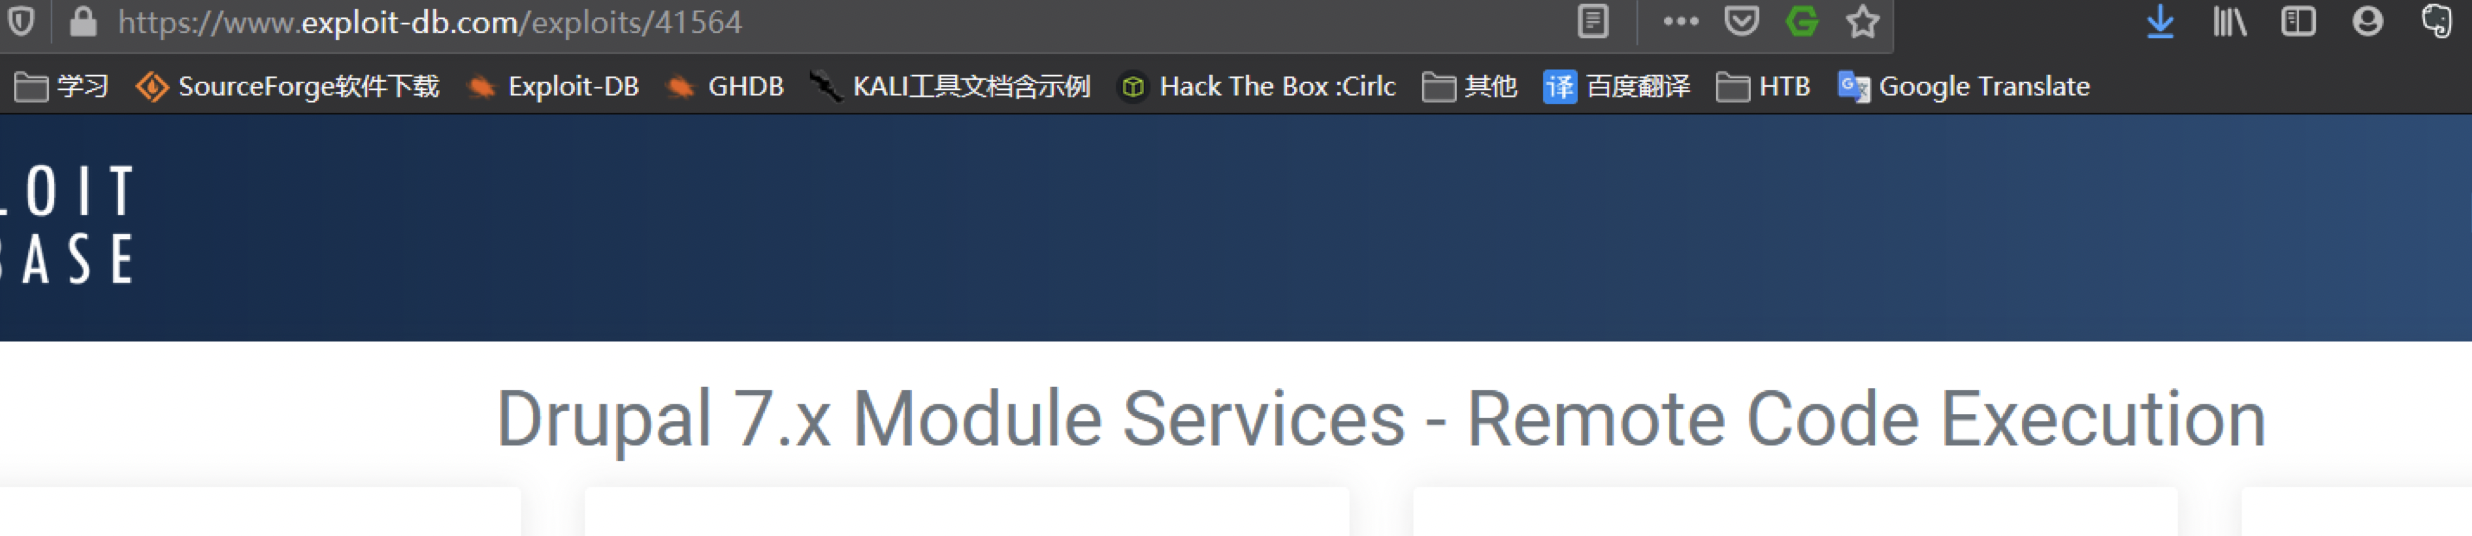 https://www.exploit-db.com/exploits/41564
学习 SourceForge软件下载 Exploit-DB GHDB KALI工具文档含示例 Hack The Box :Cirlc 其他 译 百度翻译 HTB Google Translate
LOIT
BASE
Drupal 7.x Module Services - Remote Code Execution